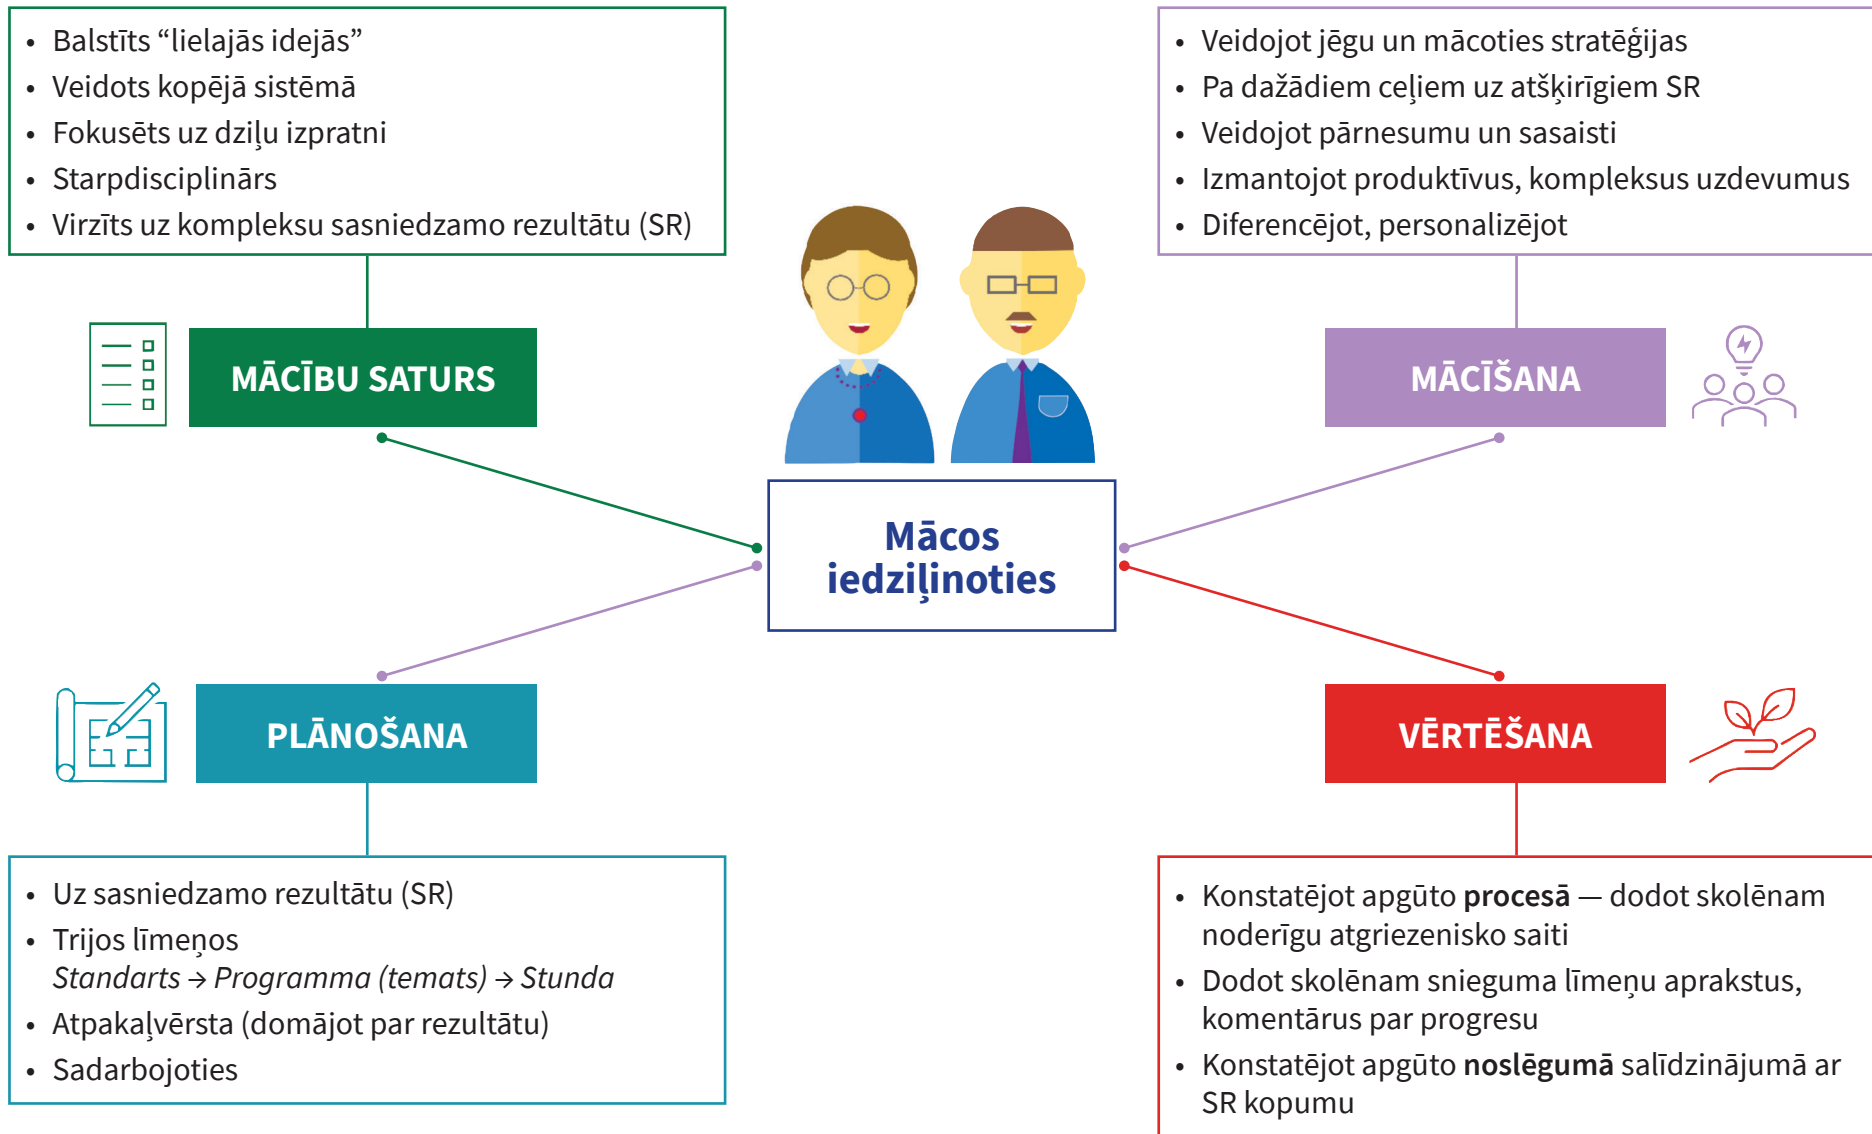 • Balstīts “lielajās idejās”
• Veidots kopējā sistēmā
• Fokusēts uz dziļu izpratni
• Starpdisciplinārs
• Virzīts uz kompleksu sasniedzamo rezultātu (SR)
MĀCĪBU SATURS
• Veidojot jēgu un mācoties stratēģijas
• Pa dažādiem ceļiem uz atšķirīgiem SR
• Veidojot pārnesumu un sasaisti
• Izmantojot produktīvus, kompleksus uzdevumus
• Diferencējot, personalizējot
MĀCĪŠANA
Mācos
iedziļinoties
PLĀNOŠANA
• Uz sasniedzamo rezultātu (SR)
• Trijos līmeņos
Standarts → Programma (temats) → Stunda
• Atpakaļvērsta (domājot par rezultātu)
• Sadarbojoties
VĒRTĒŠANA
• Konstatējot apgūto procesā — dodot skolēnam
noderīgu atgriezenisko saiti
• Dodot skolēnam snieguma līmeņu aprakstus,
komentārus par progresu
• Konstatējot apgūto noslēgumā salīdzinājumā ar
SR kopumu